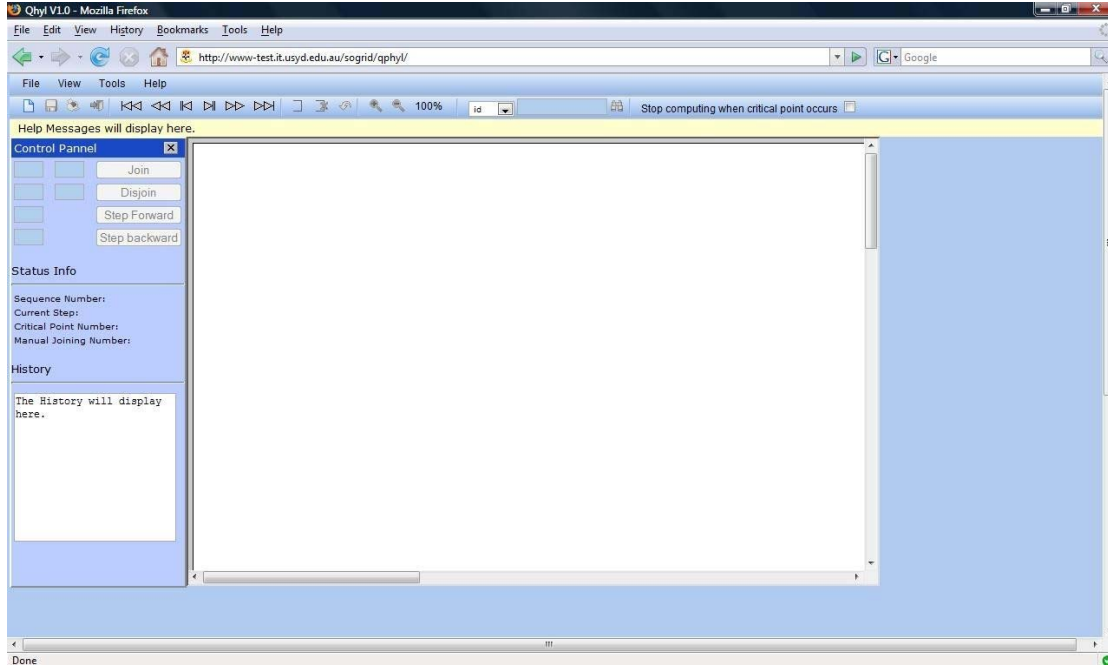 Qhyl V1.0 - Mozilla Firefox
File Edit View History Bookmarks Tools Help
http://www-test.it.usyd.edu.au/sogrid/qphyl/ G Google
File View Tools Help
100% id Stop computing when critical point occurs
Help Messages will display here.
Control Pannel
Join
Disjoin
Step Forward
Step backward
Status Info
Sequence Number:
Current Step:
Critical Point Number:
Manual Joining Number:
History
The History will display
here.
Done